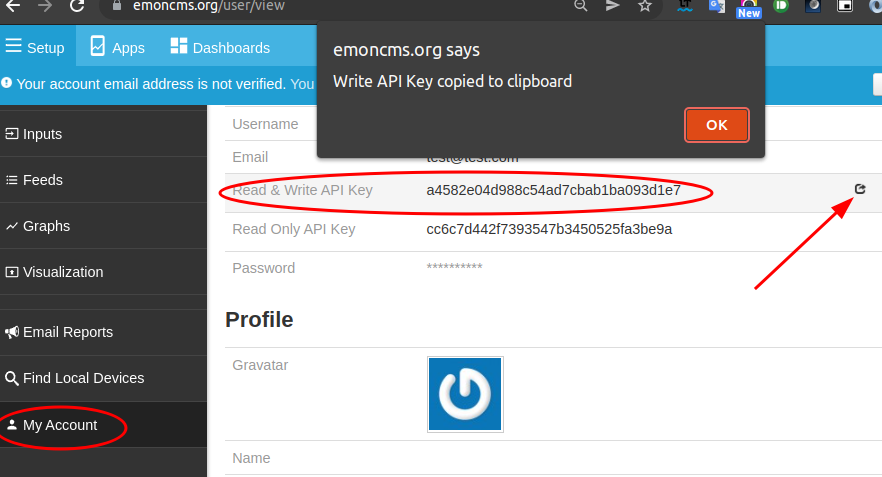 emoncms.org/user/view
New
Setup
Apps
Dashboards
emoncms.org says
Write API Key copied to clipboard
OK
Your account email address is not verified. You
Inputs
Feeds
Graphs
Visualization
Email Reports
Find Local Devices
My Account
Username
Email test@test.com
Read & Write API Key a4582e04d988c54ad7cbab1ba093d1e7
Read Only API Key cc6c7d442f7393547b3450525fa3be9a
Password **********
Profile
Gravatar
Name